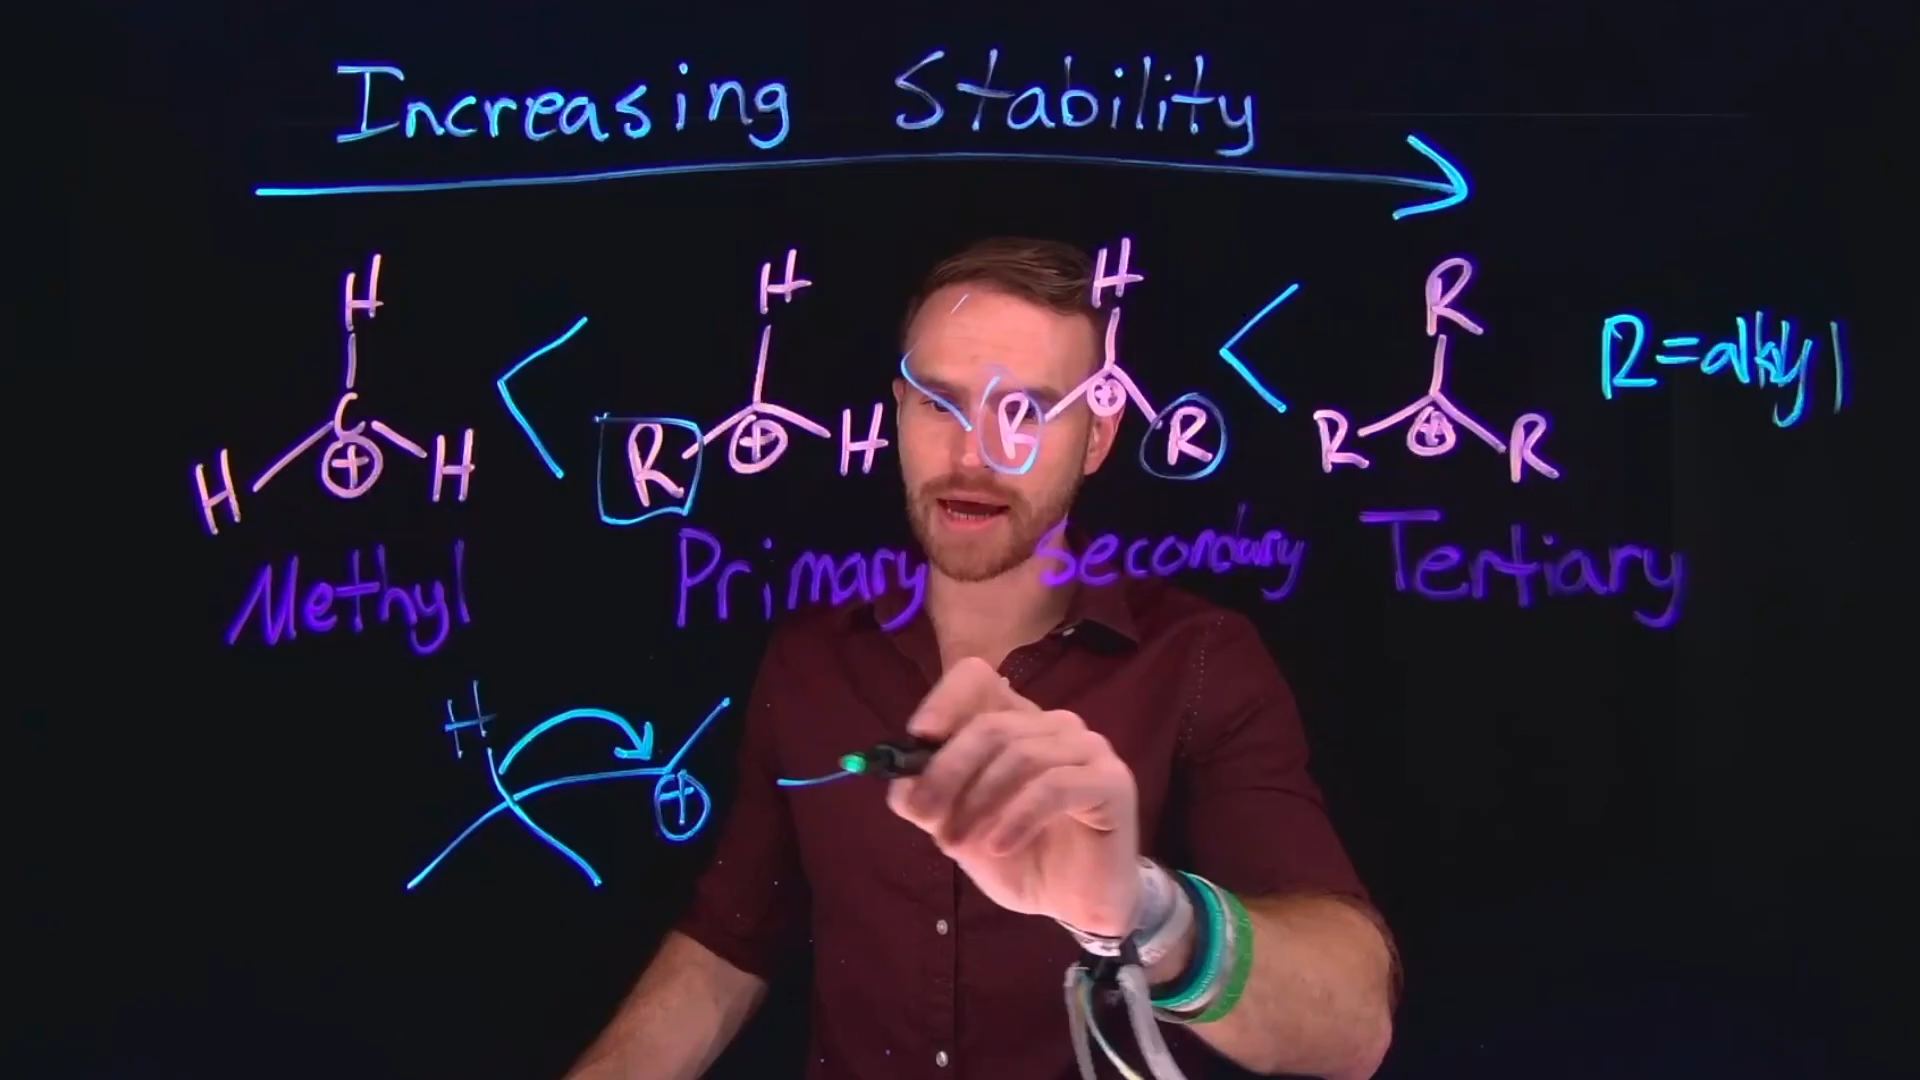 Increasing Stability
H
C
⊕
H
H
<
H
R
⊕
H
<
H
R
⊕
R
<
R
R
⊕
R
R=alkyl
Methyl
Primary
Secondary
Tertiary
H
⊕